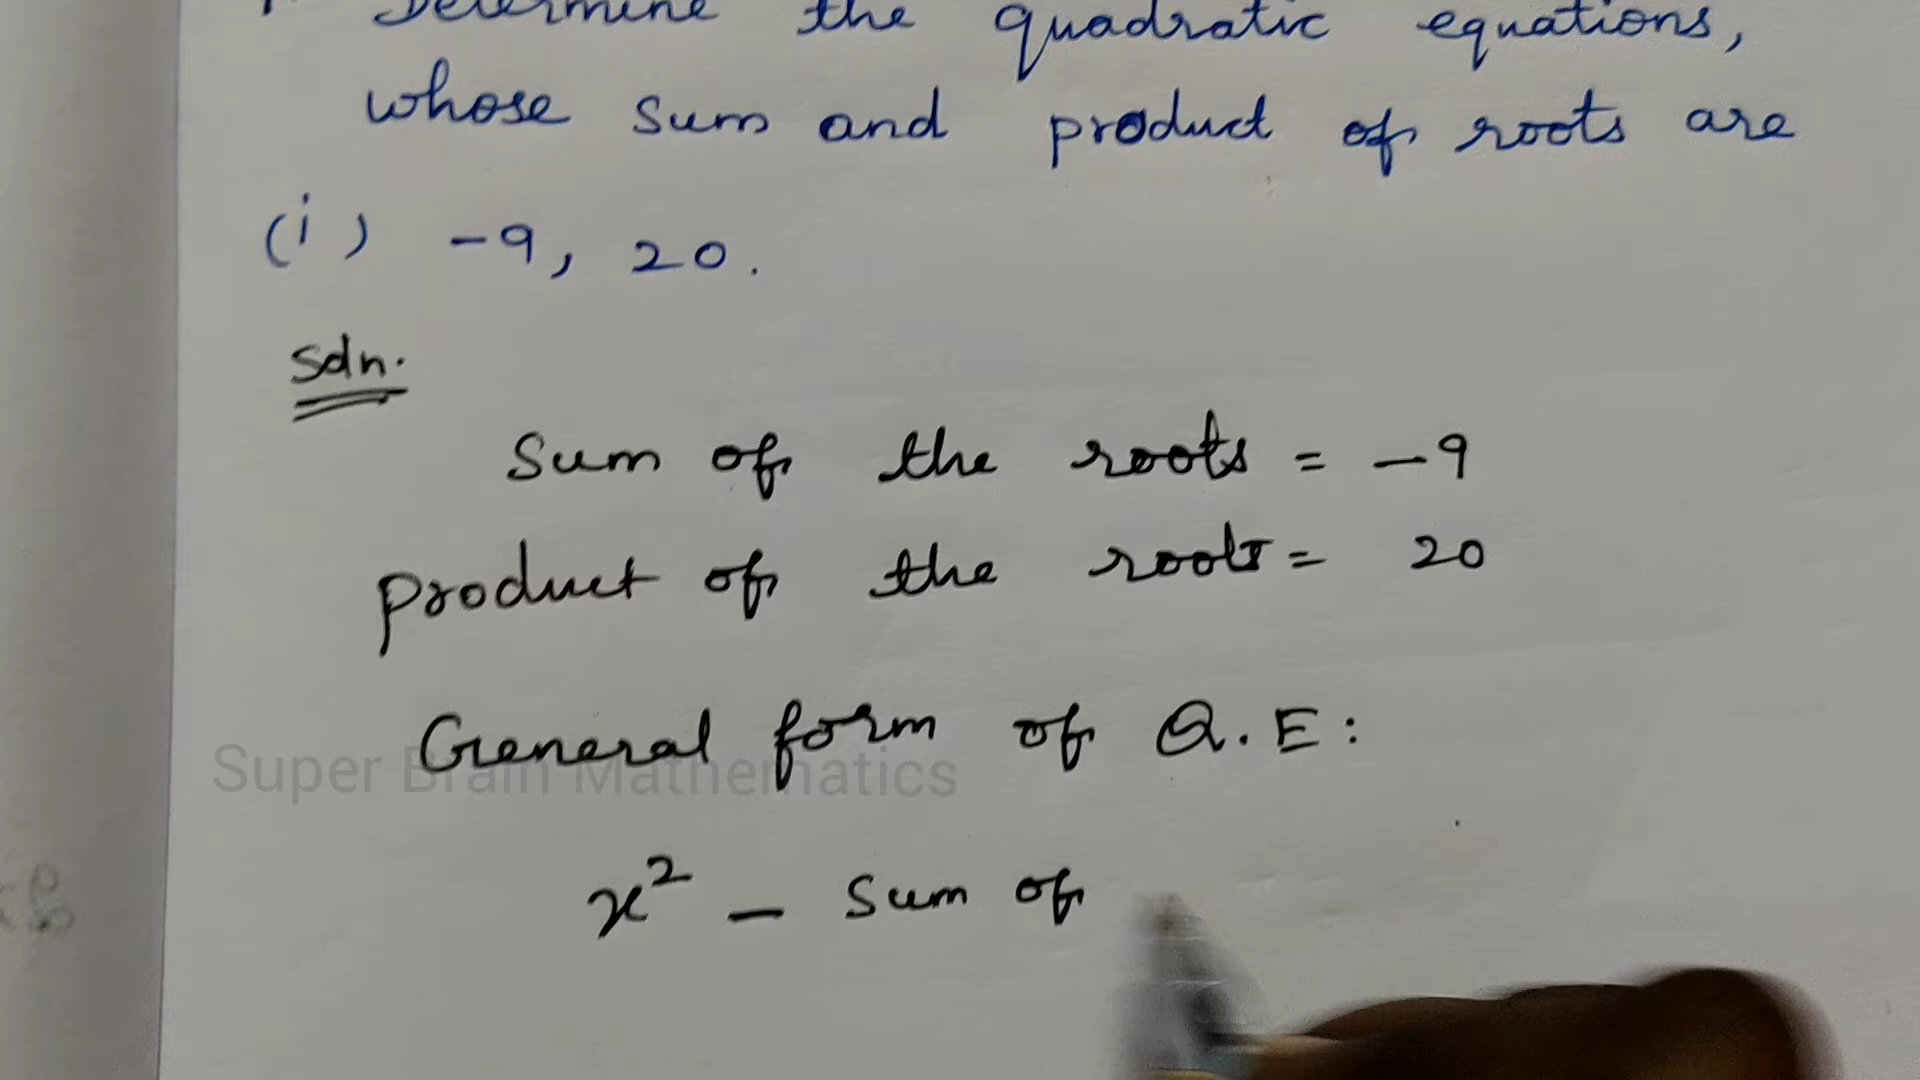 Determine the quadratic equations,
whose sum and product of roots are
(i) -9, 20.
Soln.
Sum of the roots = -9
product of the roots = 20
General form of Q.E:
Super Brain Mathematics
x² - Sum of